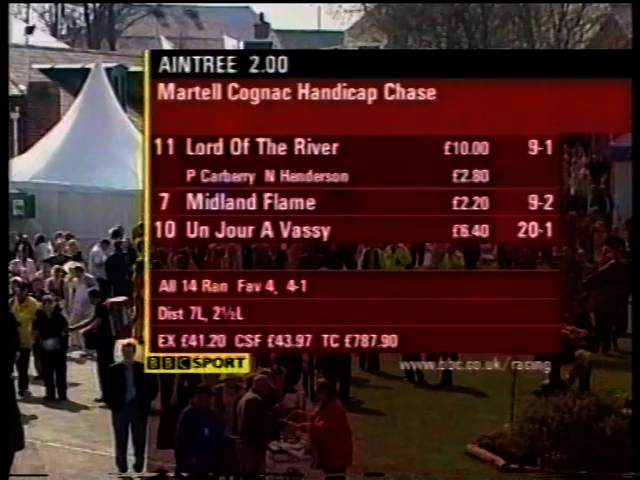 AINTREE 2.00
Martell Cognac Handicap Chase
11 Lord Of The River £10.00 9-1
P Carberry N Henderson £2.80
7 Midland Flame £2.20 9-2
10 Un Jour A Vassy £6.40 20-1
All 14 Ran Fav 4, 4-1
Dist 7L, 2½L
EX £41.20 CSF £43.97 TC £787.90
BBC SPORT www.bbc.co.uk/racing